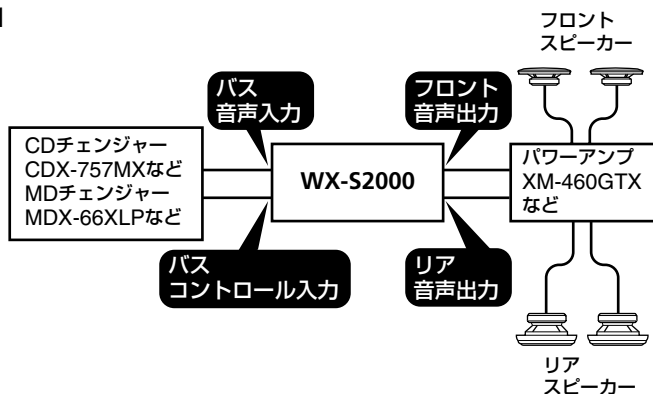 フロント
スピーカー
バス
音声入力
フロント
音声出力
CDチェンジャー
CDX-757MXなど
MDチェンジャー
MDX-66XLPなど
WX-S2000
パワーアンプ
XM-460GTX
など
バス
コントロール入力
リア
音声出力
リア
スピーカー